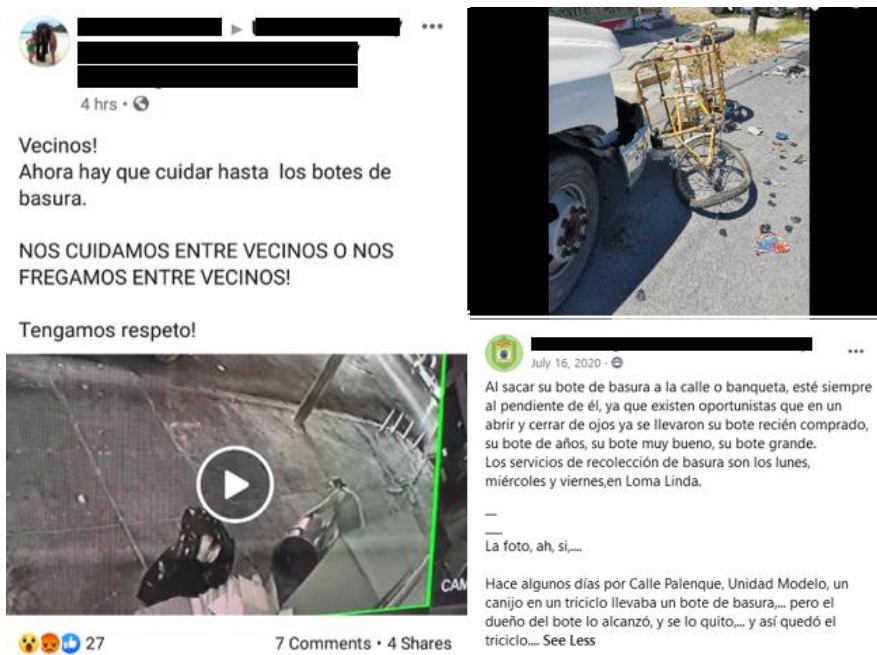 4 hrs •
Vecinos!
Ahora hay que cuidar hasta los botes de
basura.
NOS CUIDAMOS ENTRE VECINOS O NOS
FREGAMOS ENTRE VECINOS!
Tengamos respeto!
CAM
27
7 Comments • 4 Shares
July 16, 2020 •
Al sacar su bote de basura a la calle o banqueta, esté siempre
al pendiente de él, ya que existen oportunistas que en un
abrir y cerrar de ojos ya se llevaron su bote recién comprado,
su bote de años, su bote muy bueno, su bote grande.
Los servicios de recolección de basura son los lunes,
miércoles y viernes,en Loma Linda.
__
___
La foto, ah, si,....
Hace algunos días por Calle Palenque, Unidad Modelo, un
canijo en un triciclo llevaba un bote de basura,... pero el
dueño del bote lo alcanzó, y se lo quito,... y así quedó el
triciclo.... See Less